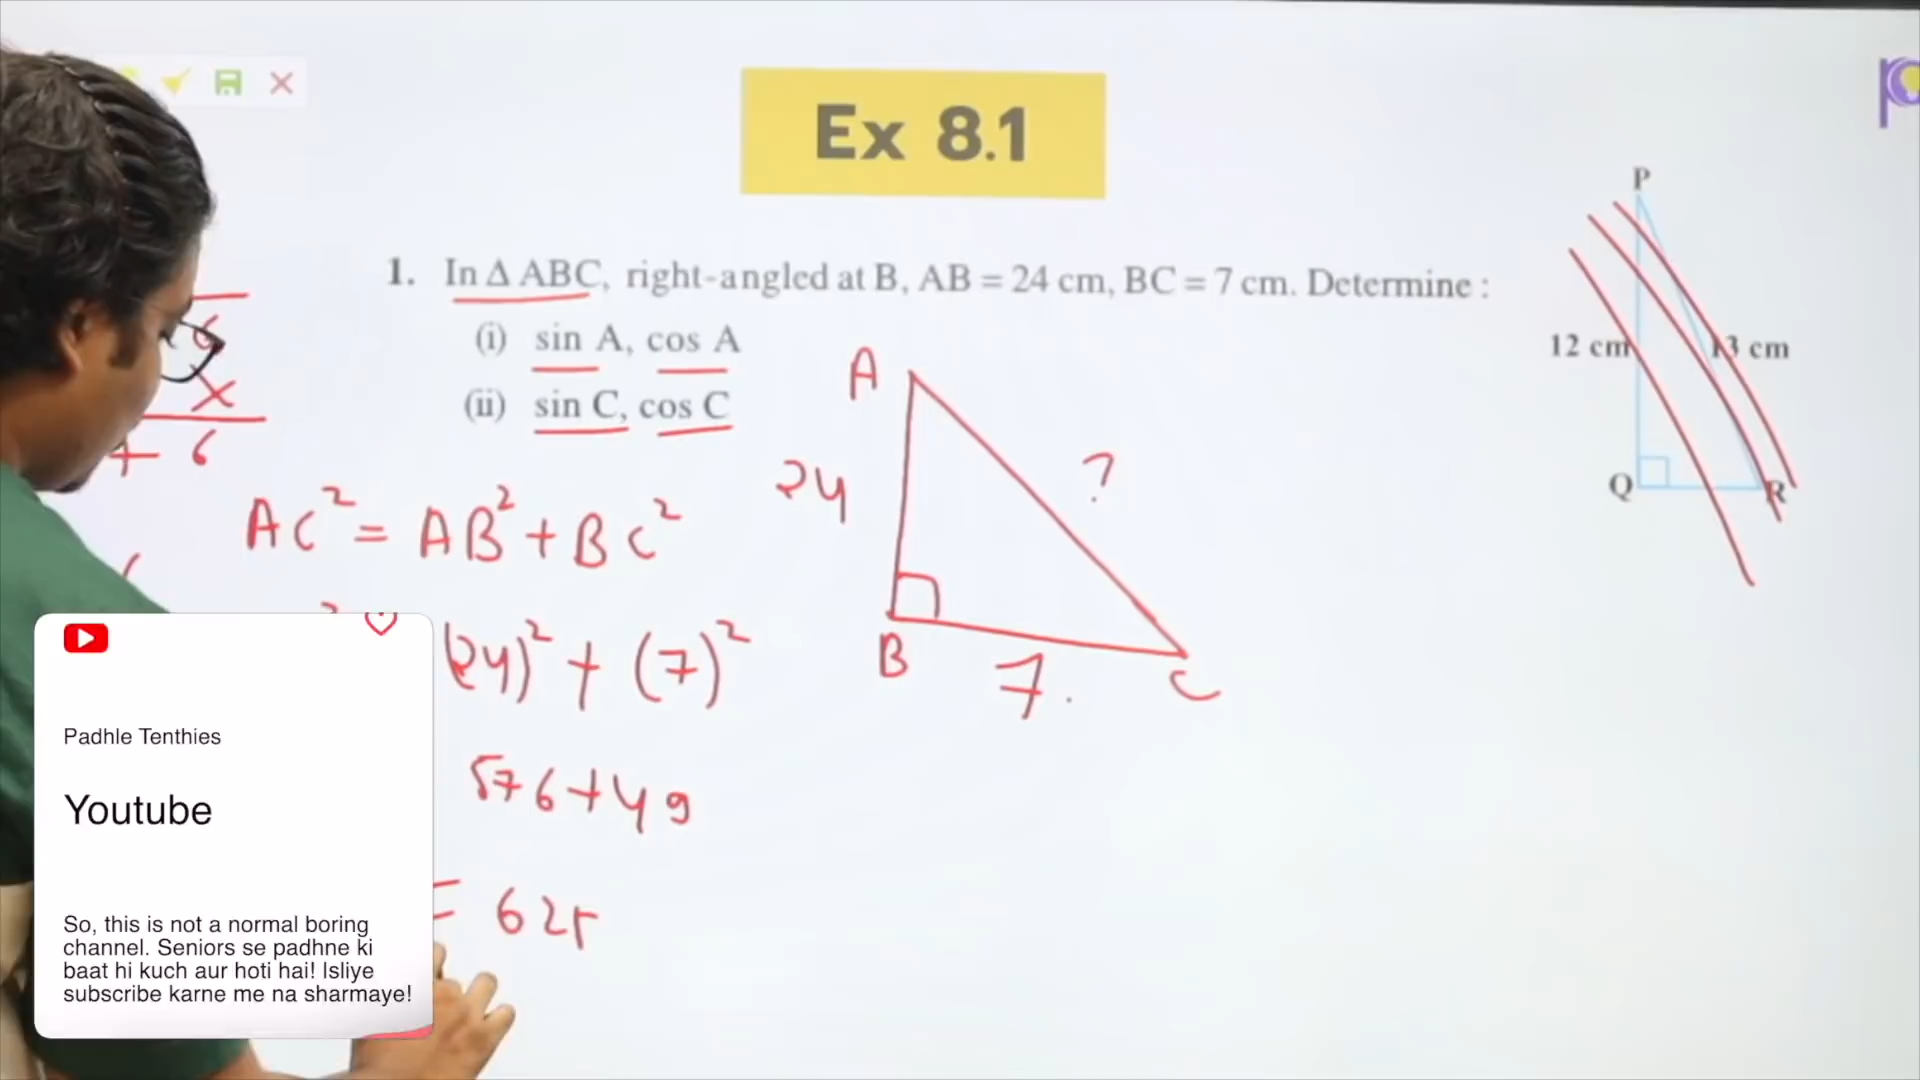 Ex 8.1
1. In Δ ABC, right-angled at B, AB = 24 cm, BC = 7 cm. Determine :
(i) sin A, cos A
(ii) sin C, cos C
P
12 cm
13 cm
Q
R
6
x
+ 6
A
24
?
B
7.
C
AC² = AB² + BC²
(24)² + (7)²
576+49
= 625
Padhle Tenthies
Youtube
So, this is not a normal boring
channel. Seniors se padhne ki
baat hi kuch aur hoti hai! Isliye
subscribe karne me na sharmaye!